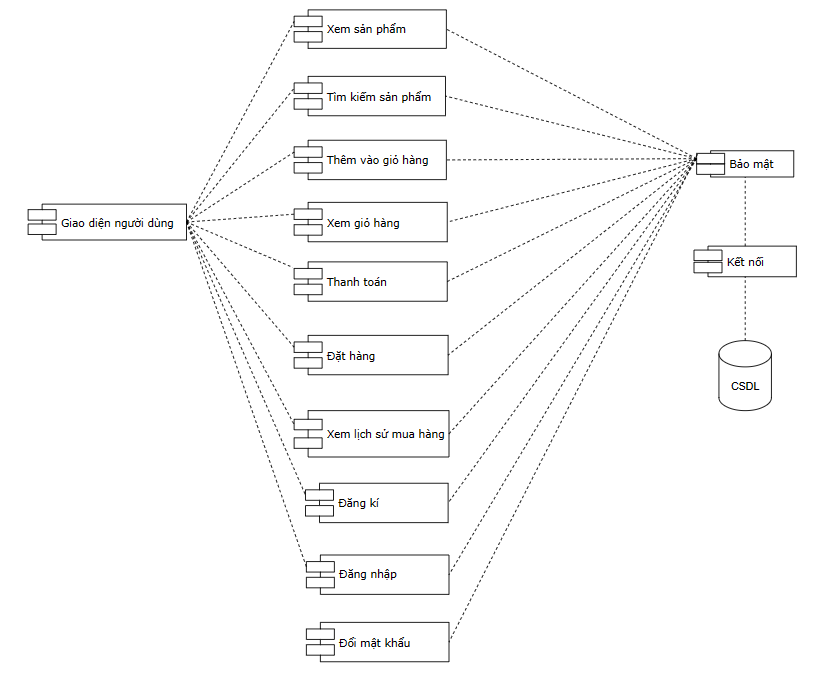 Xem sản phẩm
Tìm kiếm sản phẩm
Thêm vào giỏ hàng
Bảo mật
Giao diện người dùng
Xem giỏ hàng
Kết nối
Thanh toán
Đặt hàng
CSDL
Xem lịch sử mua hàng
Đăng kí
Đăng nhập
Đổi mật khẩu